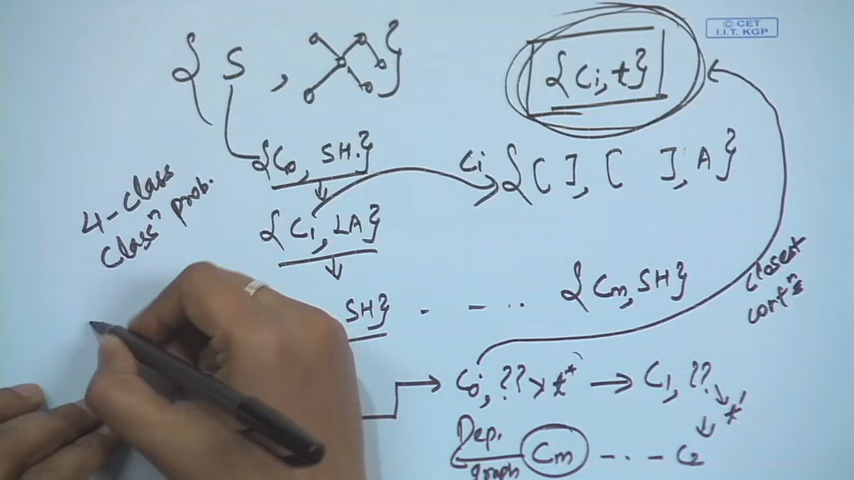 © CET
I.I.T. KGP
{ S, }
{Ci, t}
{C₀, SH.}
Ci {[ ], [ ], A}
4-class
classⁿ prob.
{C₁, LA}
SH} . - .. {Cm, SH}
closest
confⁿs
C₀, ?? → t* → C₁, ??
t'
Dep.
graph Cm - . - C₂